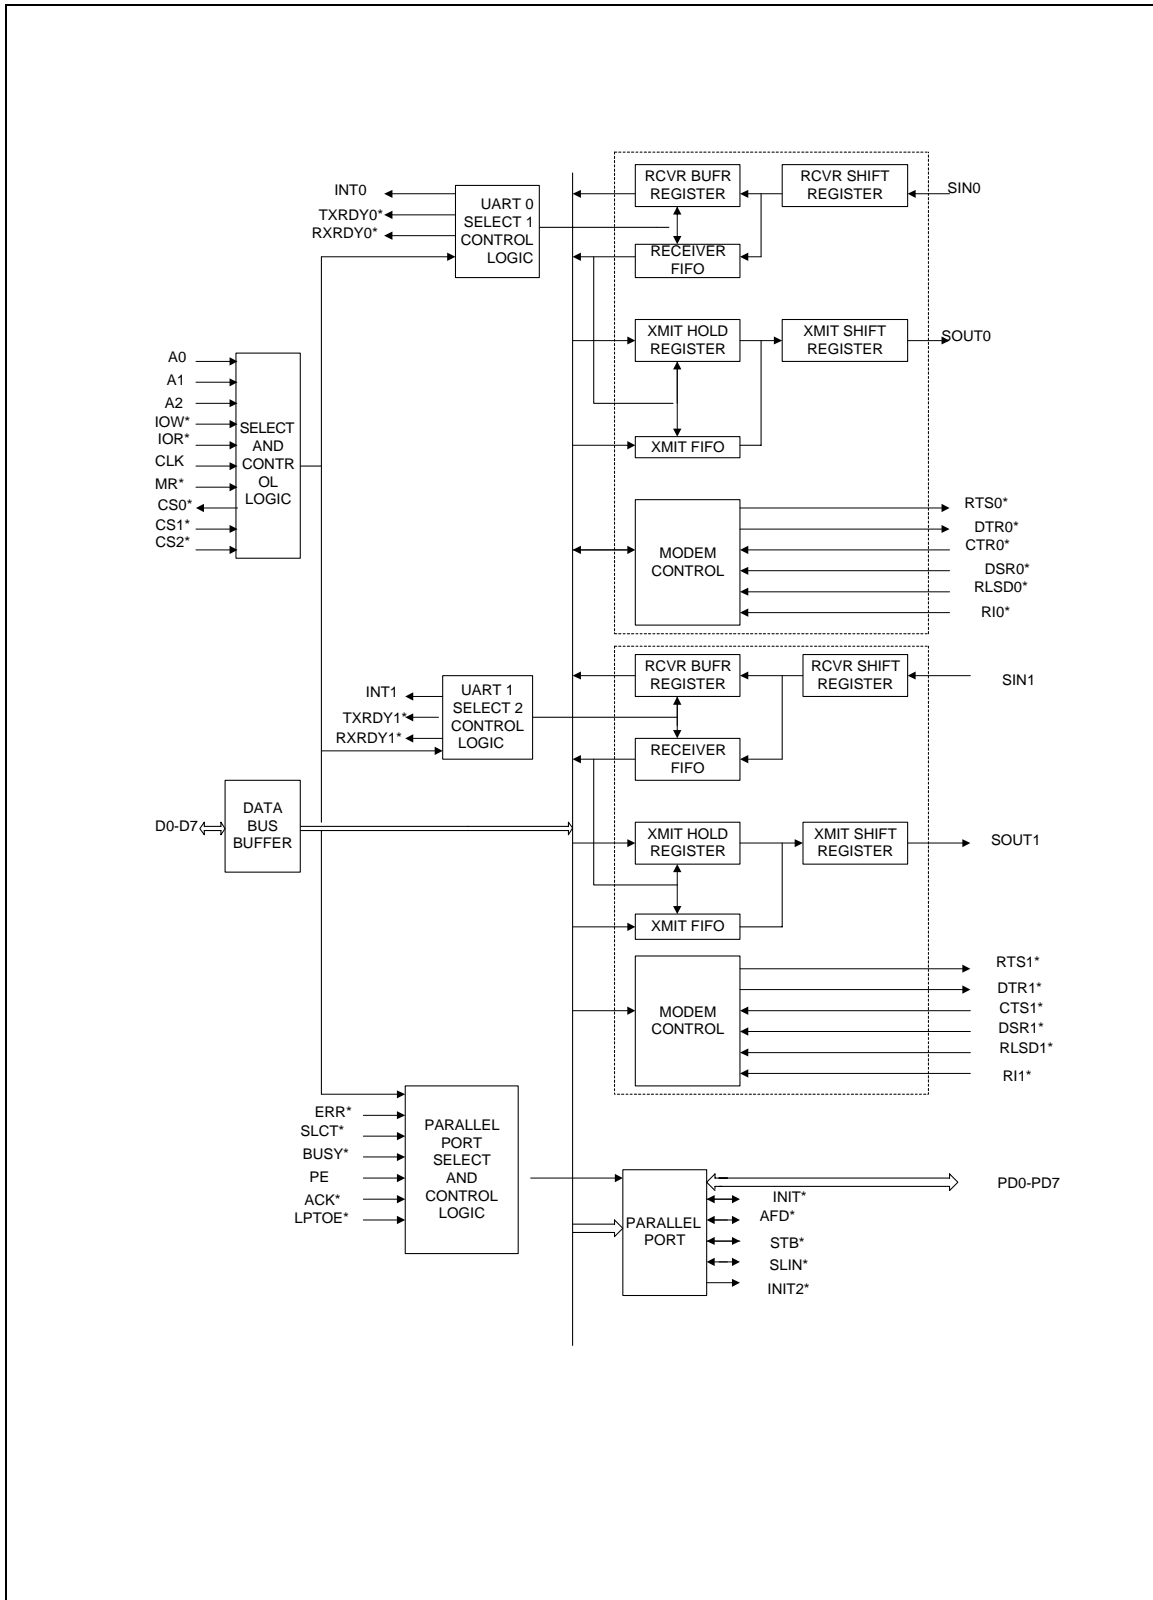 INT0
TXRDY0*
RXRDY0*
UART 0
SELECT 1
CONTROL
LOGIC
RCVR BUFR
REGISTER
RCVR SHIFT
REGISTER
SIN0
RECEIVER
FIFO
XMIT HOLD
REGISTER
XMIT SHIFT
REGISTER
SOUT0
XMIT FIFO
A0
A1
A2
IOW*
IOR*
CLK
MR*
CS0*
CS1*
CS2*
SELECT
AND
CONTR
OL
LOGIC
MODEM
CONTROL
RTS0*
DTR0*
CTR0*
DSR0*
RLSD0*
RI0*
INT1
TXRDY1*
RXRDY1*
UART 1
SELECT 2
CONTROL
LOGIC
RCVR BUFR
REGISTER
RCVR SHIFT
REGISTER
SIN1
RECEIVER
FIFO
D0-D7
DATA
BUS
BUFFER
XMIT HOLD
REGISTER
XMIT SHIFT
REGISTER
SOUT1
XMIT FIFO
MODEM
CONTROL
RTS1*
DTR1*
CTS1*
DSR1*
RLSD1*
RI1*
ERR*
SLCT*
BUSY*
PE
ACK*
LPTOE*
PARALLEL
PORT
SELECT
AND
CONTROL
LOGIC
PARALLEL
PORT
PD0-PD7
INIT*
AFD*
STB*
SLIN*
INIT2*